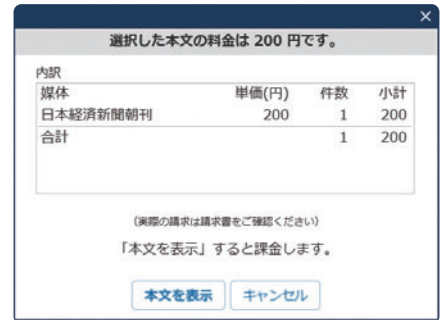 ×
選択した本文の料金は 200 円です。
内訳
媒体 単価(円) 件数 小計
日本経済新聞朝刊 200 1 200
合計 1 200
(実際の請求は請求書をご確認ください)
「本文を表示」すると課金します。
本文を表示 キャンセル